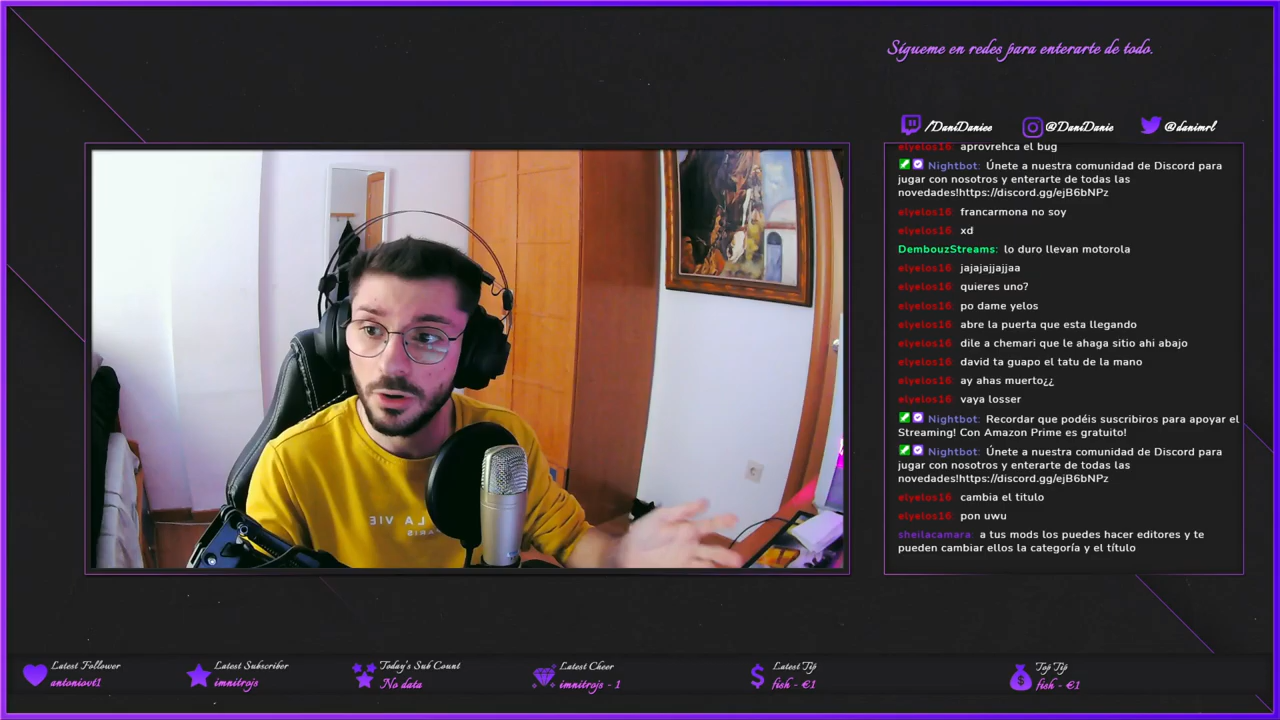 Sígueme en redes para enterarte de todo.
/DaniDaniee
@DaniDanie
@danimrl
elyelos16: aprovrehca el bug
Nightbot: Únete a nuestra comunidad de Discord para
jugar con nosotros y enterarte de todas las
novedades!https://discord.gg/ejB6bNPz
elyelos16: francarmona no soy
elyelos16: xd
DembouzStreams: lo duro llevan motorola
elyelos16: jajajajjajjaa
elyelos16: quieres uno?
elyelos16: po dame yelos
elyelos16: abre la puerta que esta llegando
elyelos16: dile a chemari que le ahaga sitio ahi abajo
elyelos16: david ta guapo el tatu de la mano
elyelos16: ay ahas muerto¿¿
elyelos16: vaya losser
Nightbot: Recordar que podéis suscribiros para apoyar el
Streaming! Con Amazon Prime es gratuito!
Nightbot: Únete a nuestra comunidad de Discord para
jugar con nosotros y enterarte de todas las
novedades!https://discord.gg/ejB6bNPz
elyelos16: cambia el titulo
elyelos16: pon uwu
sheilacamara: a tus mods los puedes hacer editores y te
pueden cambiar ellos la categoría y el título
LA VIE
PARIS
Latest Follower
antoniovt1
Latest Subscriber
imnitrojs
Today's Sub Count
No data
Latest Cheer
imnitrojs - 1
Latest Tip
fish - €1
Top Tip
fish - €1